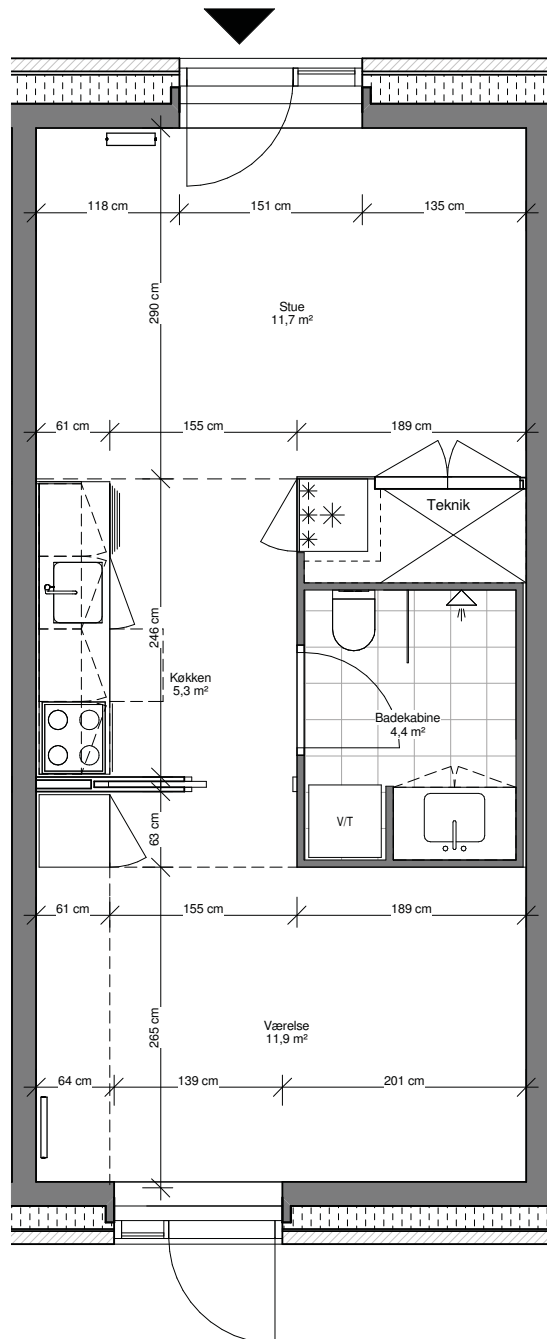 118 cm
151 cm
135 cm
290 cm
Stue
11,7 m²
61 cm
155 cm
189 cm
Teknik
246 cm
Køkken
5,3 m²
Badekabine
4,4 m²
V/T
63 cm
61 cm
155 cm
189 cm
265 cm
Værelse
11,9 m²
64 cm
139 cm
201 cm